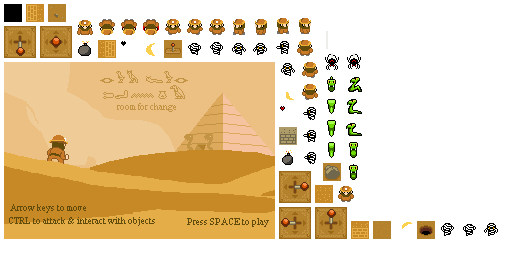 room for change
Arrow keys to move
CTRL to attack & interact with objects
Press SPACE to play